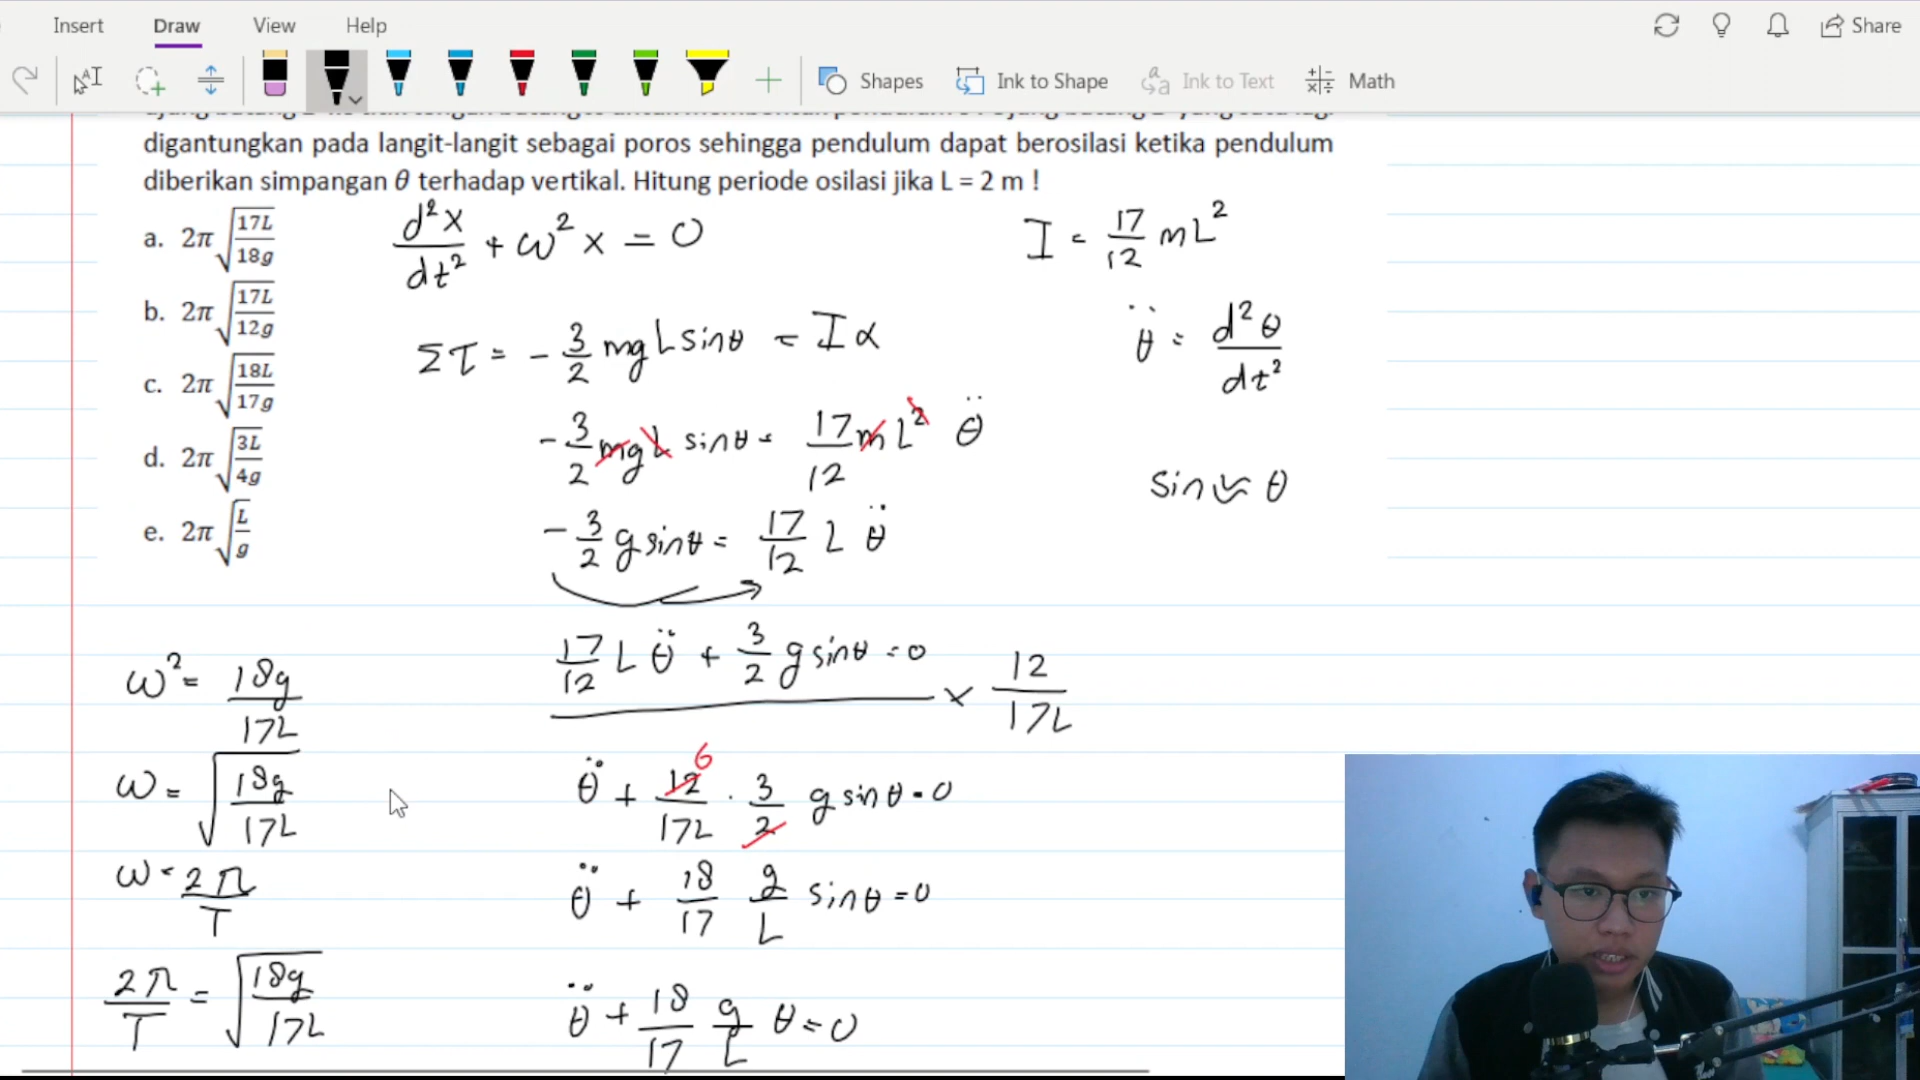 Insert Draw View Help Share
Shapes Ink to Shape Ink to Text Math
digantungkan pada langit-langit sebagai poros sehingga pendulum dapat berosilasi ketika pendulum
diberikan simpangan θ terhadap vertikal. Hitung periode osilasi jika L = 2 m !
a. 2π √(17L/18g)
b. 2π √(17L/12g)
c. 2π √(18L/17g)
d. 2π √(3L/4g)
e. 2π √(L/g)
d²x/dt² + ω²x = 0
Στ = - 3/2 mgL sinθ = Iα
- 3/2 mgL sinθ = 17/12 mL² θ̈
- 3/2 g sinθ = 17/12 L θ̈
17/12 L θ̈ + 3/2 g sinθ = 0 × 12/17L
6
θ̈ + 12/17L · 3/2 g sinθ = 0
θ̈ + 18/17 g/L sinθ = 0
θ̈ + 18/17 g/L θ = 0
I = 17/12 mL²
θ̈ = d²θ/dt²
sin ≈ θ
ω² = 18g/17L
ω = √(18g/17L)
ω = 2π/T
2π/T = √(18g/17L)